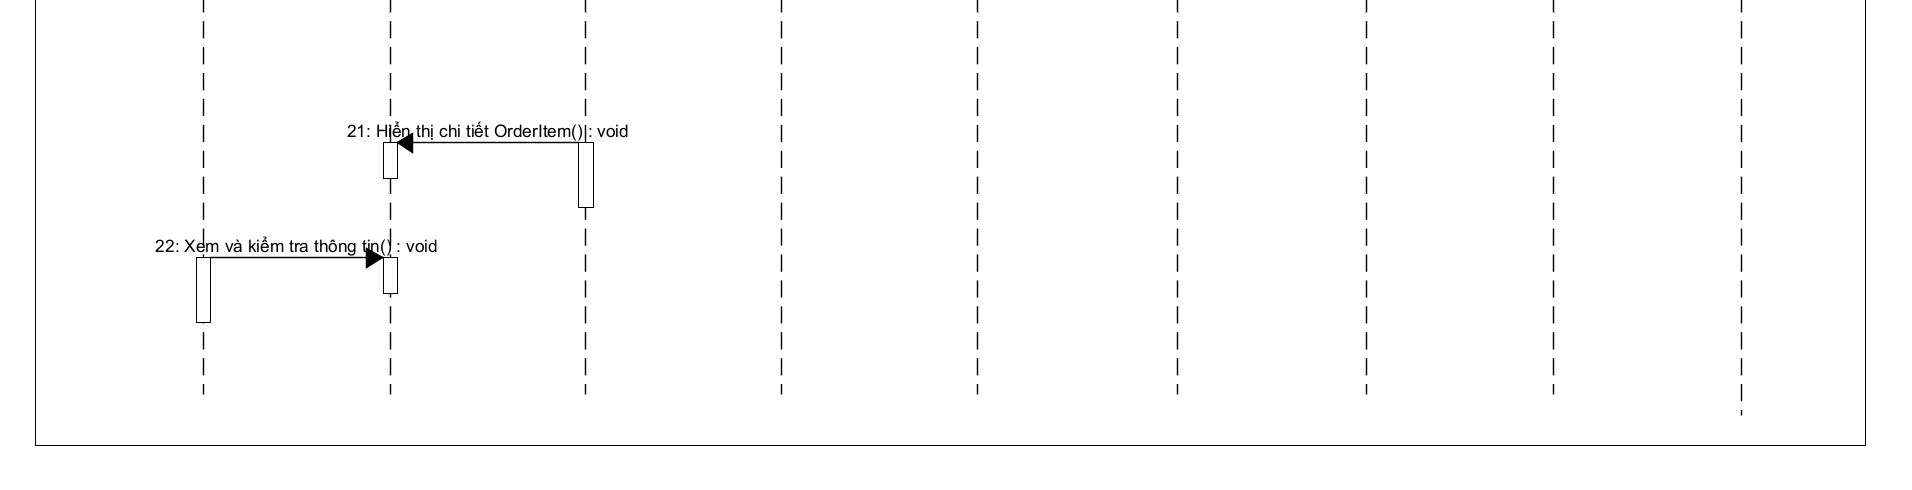 21: Hiển thị chi tiết OrderItem() : void
22: Xem và kiểm tra thông tin() : void